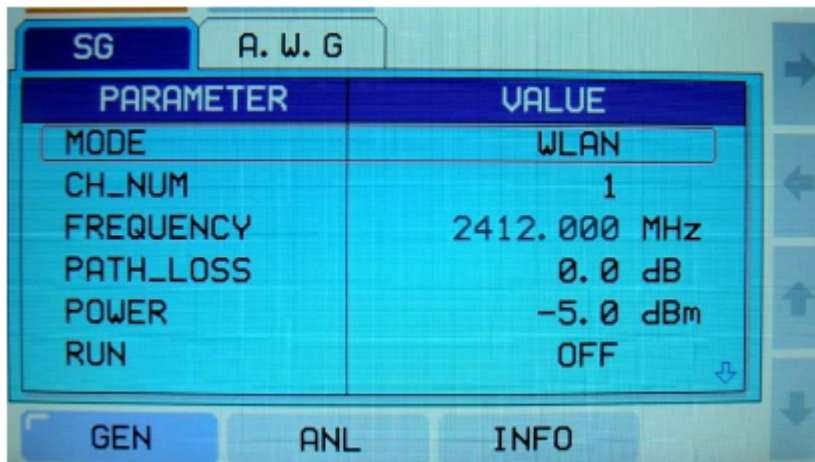 SG A.W.G
PARAMETER VALUE
MODE WLAN
CH_NUM 1
FREQUENCY 2412.000 MHz
PATH_LOSS 0.0 dB
POWER -5.0 dBm
RUN OFF
GEN ANL INFO